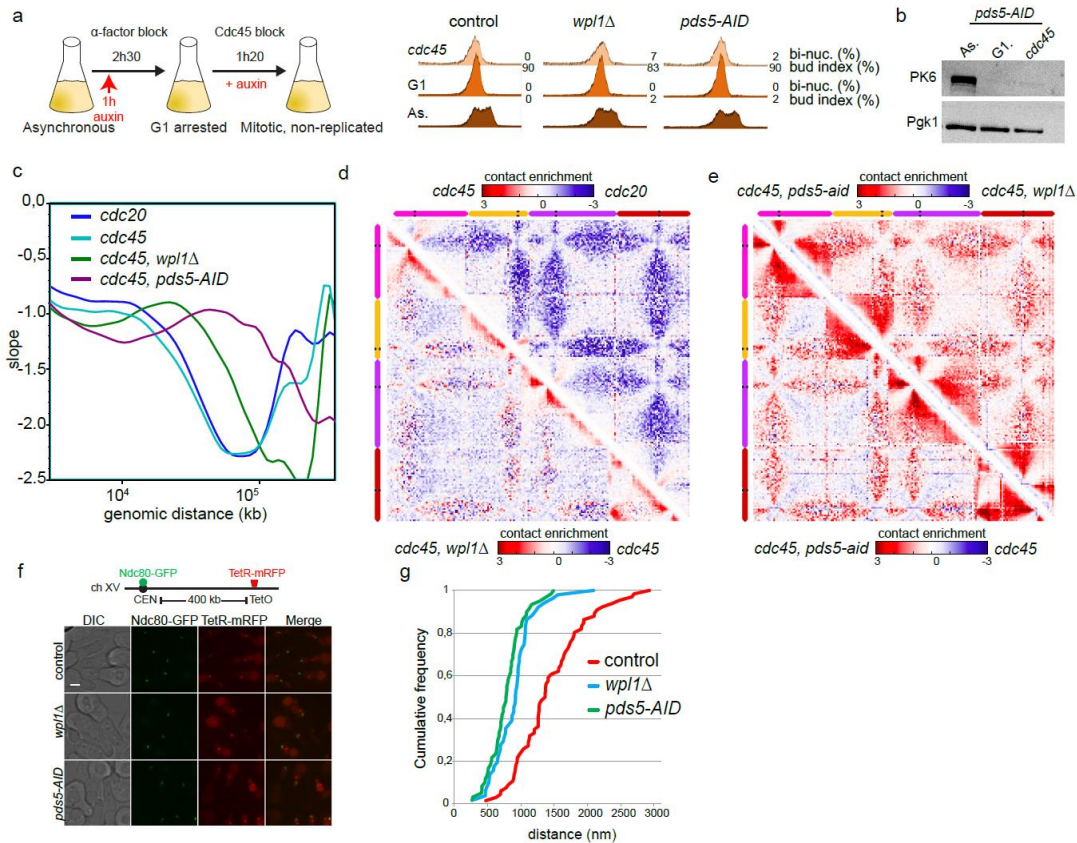 a
α-factor block
Cdc45 block
2h30
1h20
+ auxin
1h
auxin
Asynchronous
G1 arrested
Mitotic, non-replicated
control
wpl1Δ
pds5-AID
cdc45
0
7
2
bi-nuc. (%)
90
83
90
bud index (%)
G1
0
0
0
bi-nuc. (%)
0
2
2
bud index (%)
As.
b
pds5-AID
As.
G1.
cdc45
PK6
Pgk1
c
0,0
-0,5
-1.0
-1.5
-2.0
-2.5
slope
cdc20
cdc45
cdc45, wpl1Δ
cdc45, pds5-AID
10⁴
10⁵
genomic distance (kb)
d
contact enrichment
cdc45
cdc20
3
0
-3
contact enrichment
cdc45, wpl1Δ
cdc45
3
0
-3
e
contact enrichment
cdc45, pds5-aid
cdc45, wpl1Δ
3
0
-3
contact enrichment
cdc45, pds5-aid
cdc45
3
0
-3
f
Ndc80-GFP
TetR-mRFP
ch XV
CEN
400 kb
TetO
DIC
Ndc80-GFP
TetR-mRFP
Merge
control
wpl1Δ
pds5-AID
g
1
0,8
0,6
0,4
0,2
0
Cumulative frequency
control
wpl1Δ
pds5-AID
0
500
1000
1500
2000
2500
3000
distance (nm)